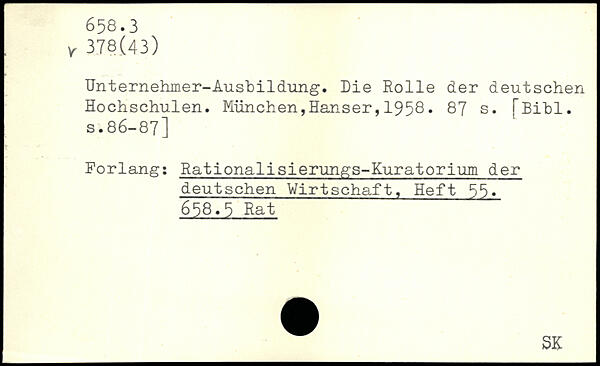 658.3
v 378(43)
Unternehmer-Ausbildung. Die Rolle der deutschen
Hochschulen. München,Hanser,1958. 87 s. [Bibl.
s.86-87]
Forlang: Rationalisierungs-Kuratorium der
deutschen Wirtschaft, Heft 55.
658.5 Rat
SK